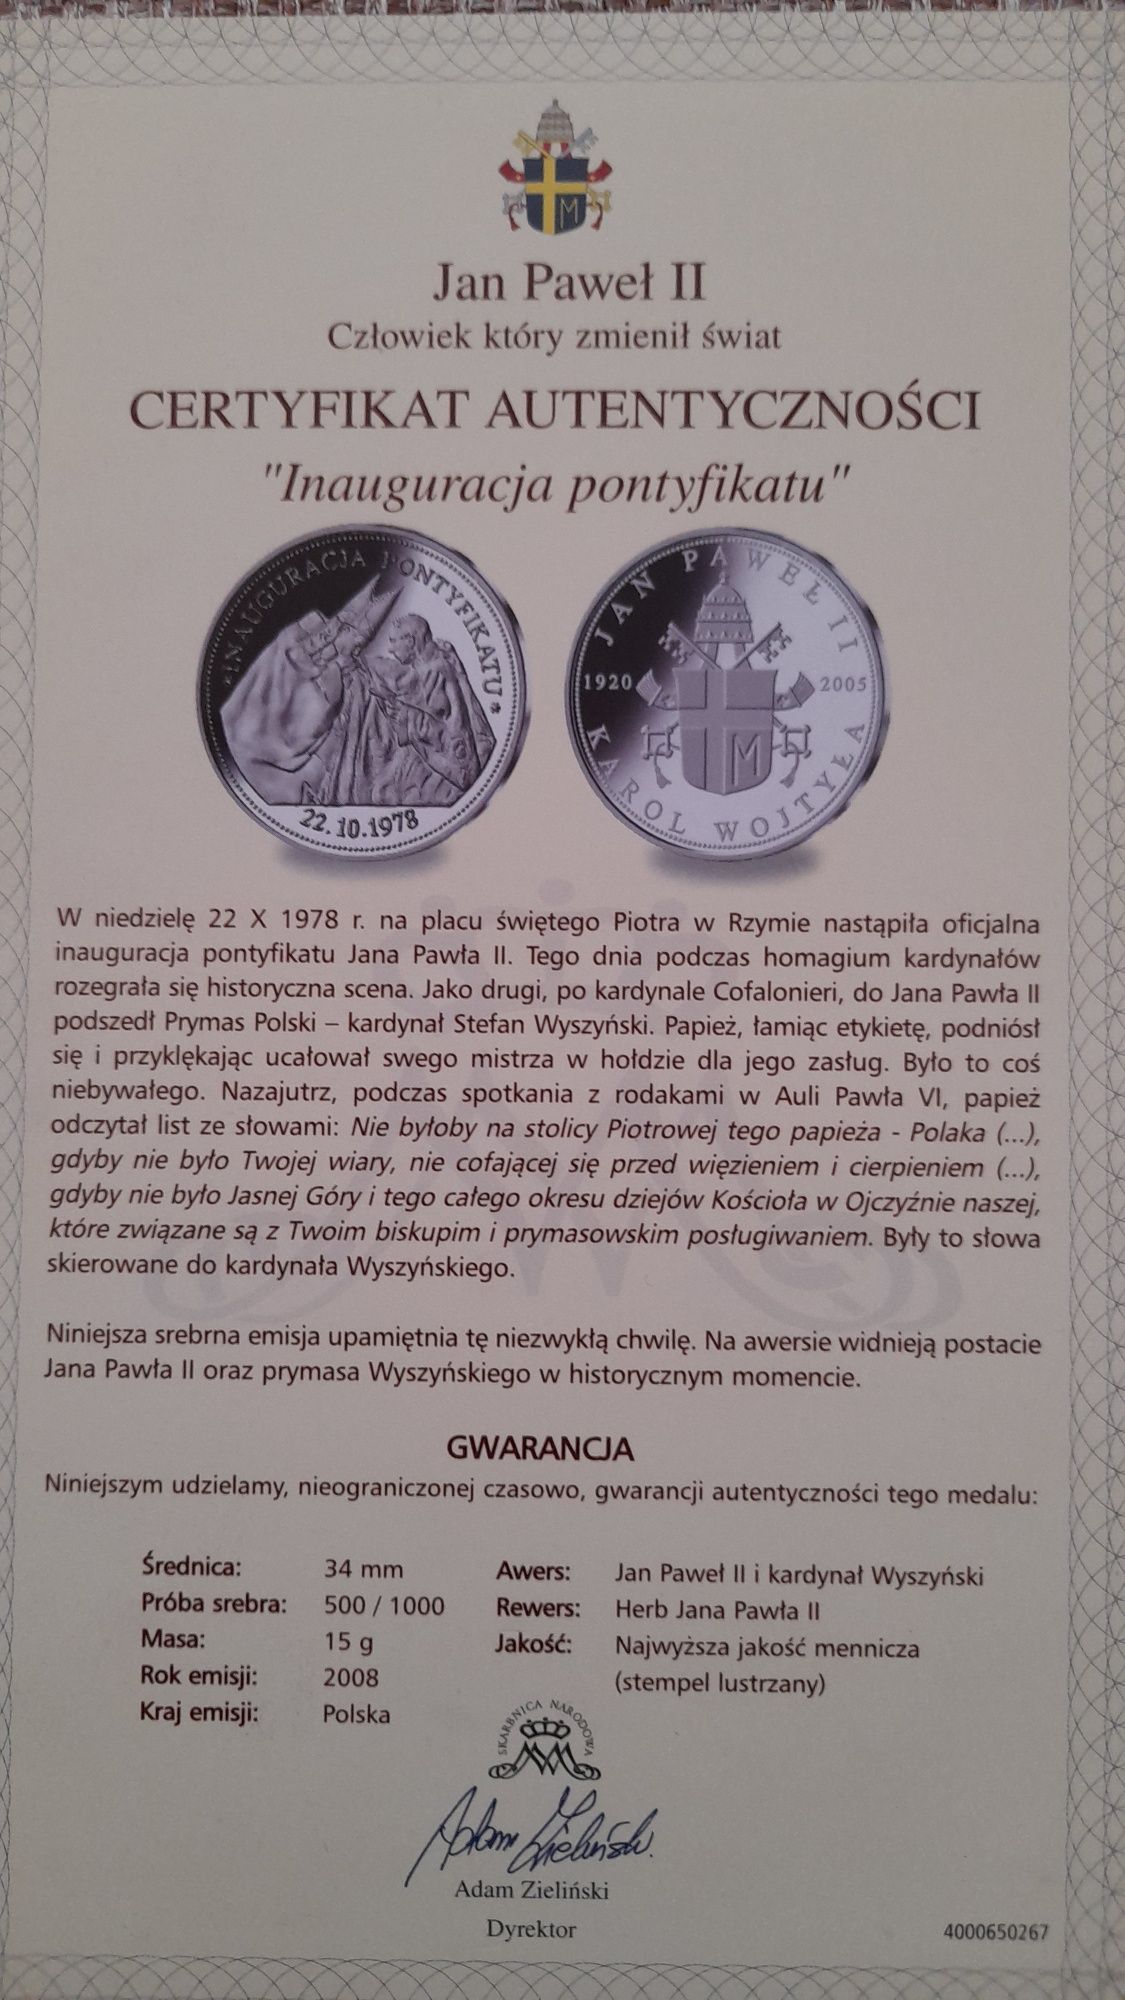 Jan Paweł II
Człowiek który zmienił świat
CERTYFIKAT AUTENTYCZNOŚCI
"Inauguracja pontyfikatu"
*INAUGURACJA PONTYFIKATU*
22.10.1978
JAN PAWEŁ II
1920 2005
KAROL WOJTYŁA
W niedzielę 22 X 1978 r. na placu świętego Piotra w Rzymie nastąpiła oficjalna
inauguracja pontyfikatu Jana Pawła II. Tego dnia podczas homagium kardynałów
rozegrała się historyczna scena. Jako drugi, po kardynale Cofalonieri, do Jana Pawła II
podszedł Prymas Polski – kardynał Stefan Wyszyński. Papież, łamiąc etykietę, podniósł
się i przyklękając ucałował swego mistrza w hołdzie dla jego zasług. Było to coś
niebywałego. Nazajutrz, podczas spotkania z rodakami w Auli Pawła VI, papież
odczytał list ze słowami: Nie byłoby na stolicy Piotrowej tego papieża - Polaka (...),
gdyby nie było Twojej wiary, nie cofającej się przed więzieniem i cierpieniem (...),
gdyby nie było Jasnej Góry i tego całego okresu dziejów Kościoła w Ojczyźnie naszej,
które związane są z Twoim biskupim i prymasowskim posługiwaniem. Były to słowa
skierowane do kardynała Wyszyńskiego.
Niniejsza srebrna emisja upamiętnia tę niezwykłą chwilę. Na awersie widnieją postacie
Jana Pawła II oraz prymasa Wyszyńskiego w historycznym momencie.
GWARANCJA
Niniejszym udzielamy, nieograniczonej czasowo, gwarancji autentyczności tego medalu:
Średnica: 34 mm Awers: Jan Paweł II i kardynał Wyszyński
Próba srebra: 500 / 1000 Rewers: Herb Jana Pawła II
Masa: 15 g Jakość: Najwyższa jakość mennicza
Rok emisji: 2008 (stempel lustrzany)
Kraj emisji: Polska
SKARBNICA NARODOWA
Adam Zieliński
Adam Zieliński
Dyrektor
4000650267